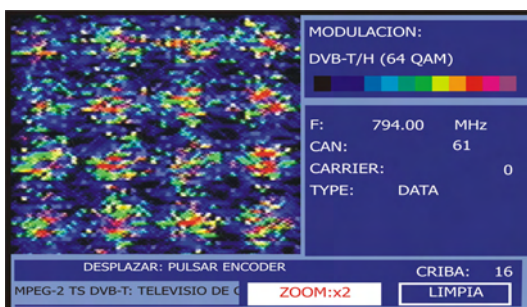 MODULACION:
DVB-T/H (64 QAM)
F: 794.00 MHz
CAN: 61
CARRIER: 0
TYPE: DATA
DESPLAZAR: PULSAR ENCODER
CRIBA: 16
MPEG-2 TS DVB-T: TELEVISIO DE C
ZOOM:x2
LIMPIA